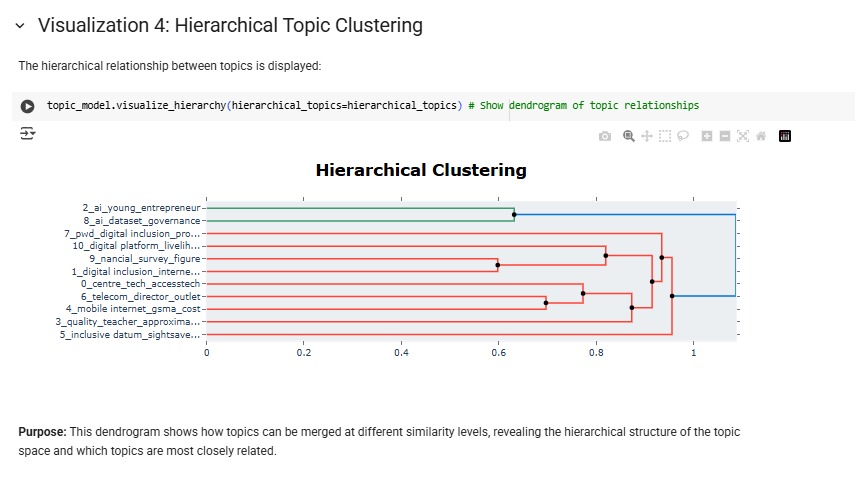 Visualization 4: Hierarchical Topic Clustering
The hierarchical relationship between topics is displayed:
topic_model.visualize_hierarchy(hierarchical_topics=hierarchical_topics) # Show dendrogram of topic relationships
Hierarchical Clustering
2_ai_young_entrepreneur
8_ai_dataset_governance
7_pwd_digital inclusion_pro...
10_digital platform_livelih...
9_nancial_survey_figure
1_digital inclusion_interne...
0_centre_tech_accesstech
6_telecom_director_outlet
4_mobile internet_gsma_cost
3_quality_teacher_approxima...
5_inclusive datum_sightsave...
0 0.2 0.4 0.6 0.8 1
Purpose: This dendrogram shows how topics can be merged at different similarity levels, revealing the hierarchical structure of the topic
space and which topics are most closely related.